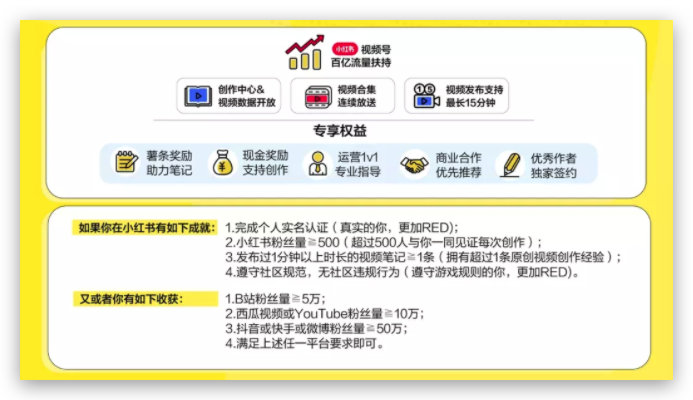 小红书 视频号
百亿流量扶持
创作中心&
视频数据开放
视频合集
连续放送
15
视频发布支持
最长15分钟
专享权益
薯条奖励
助力笔记
¥
现金奖励
支持创作
运营1v1
专业指导
商业合作
优先推荐
优秀作者
独家签约
如果你在小红书有如下成就：
1.完成个人实名认证（真实的你，更加RED)；
2.小红书粉丝量≧500（超过500人与你一同见证每次创作）；
3.发布过1分钟以上时长的视频笔记≧1条（拥有超过1条原创视频创作经验）；
4.遵守社区规范，无社区违规行为（遵守游戏规则的你，更加RED)。
又或者你有如下收获：
1.B站粉丝量≧5万；
2.西瓜视频或YouTube粉丝量≧10万；
3.抖音或快手或微博粉丝量≧50万；
4.满足上述任一平台要求即可。